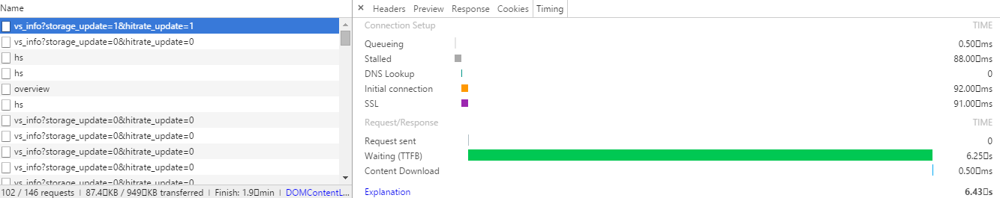 Name
vs_info?storage_update=1&hitrate_update=1
vs_info?storage_update=0&hitrate_update=0
hs
hs
overview
hs
vs_info?storage_update=0&hitrate_update=0
vs_info?storage_update=0&hitrate_update=0
vs_info?storage_update=0&hitrate_update=0
vs_info?storage_update=0&hitrate_update=0
vs_info?storage_update=0&hitrate_update=0
102 / 146 requests | 87.4▯KB / 949▯KB transferred | Finish: 1.9▯min | DOMContentL...
× Headers Preview Response Cookies Timing
Connection Setup TIME
Queueing 0.50▯ms
Stalled 88.00▯ms
DNS Lookup 0
Initial connection 92.00▯ms
SSL 91.00▯ms
Request/Response TIME
Request sent 0
Waiting (TTFB) 6.25▯s
Content Download 0.50▯ms
Explanation 6.43▯s